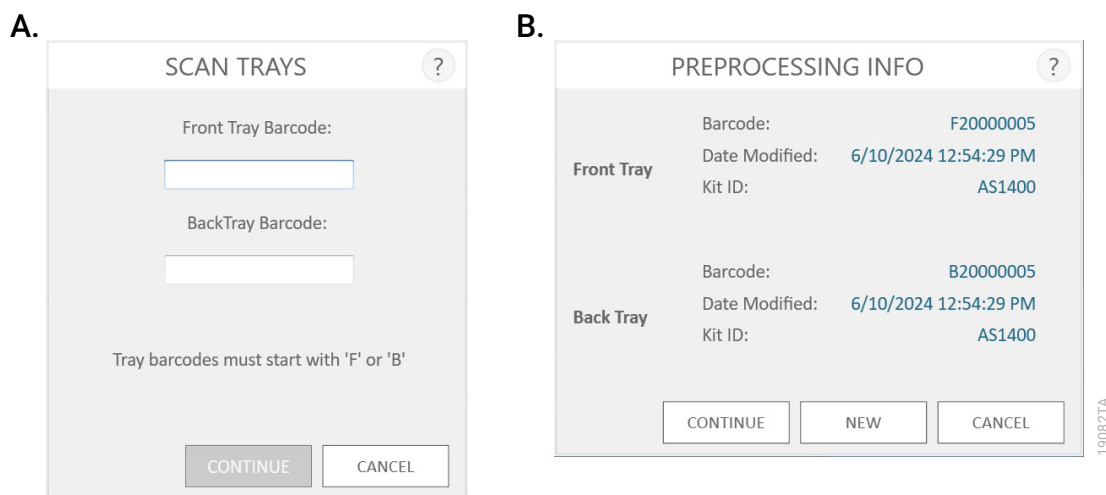 A.
SCAN TRAYS
?
Front Tray Barcode:
BackTray Barcode:
Tray barcodes must start with 'F' or 'B'
CONTINUE
CANCEL
B.
PREPROCESSING INFO
?
Front Tray
Barcode: F20000005
Date Modified: 6/10/2024 12:54:29 PM
Kit ID: AS1400
Back Tray
Barcode: B20000005
Date Modified: 6/10/2024 12:54:29 PM
Kit ID: AS1400
CONTINUE
NEW
CANCEL
19082TA